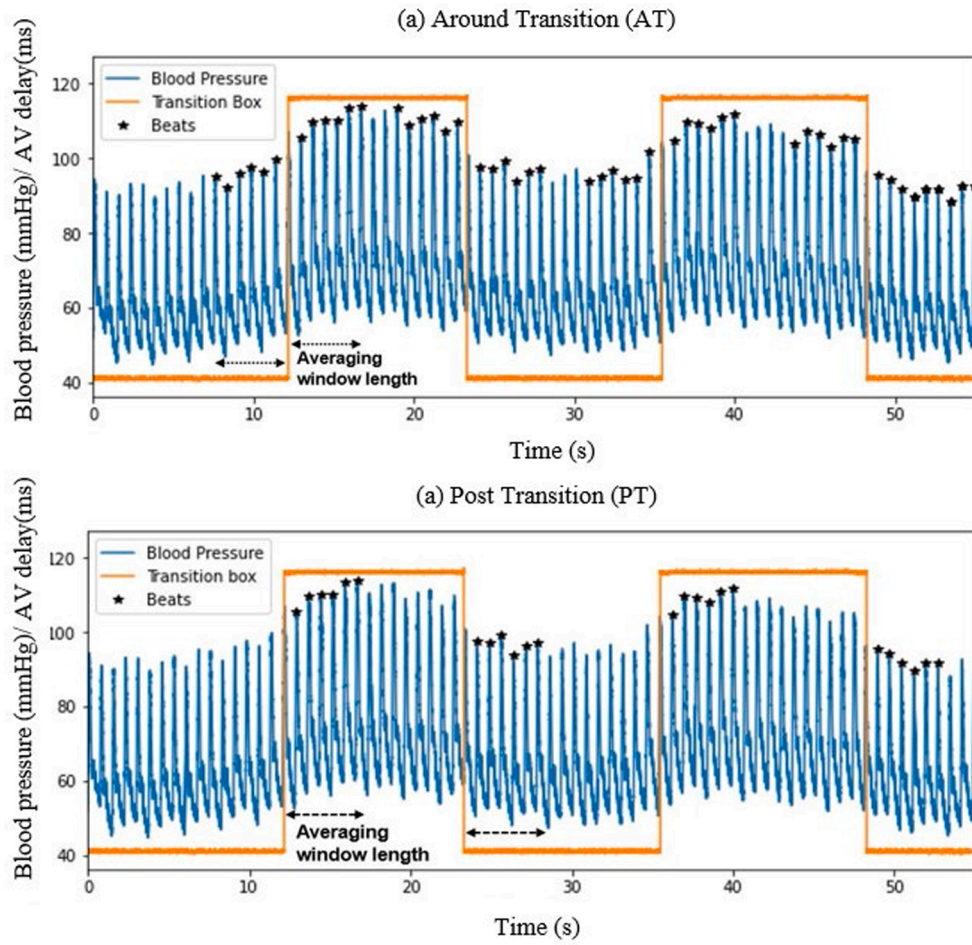 (a) Around Transition (AT)
Blood pressure (mmHg)/ AV delay(ms)
120
100
80
60
40
Blood Pressure
Transition Box
Beats
Averaging
window length
0
10
20
30
40
50
Time (s)
(a) Post Transition (PT)
Blood pressure (mmHg)/ AV delay(ms)
120
100
80
60
40
Blood Pressure
Transition box
Beats
Averaging
window length
0
10
20
30
40
50
Time (s)